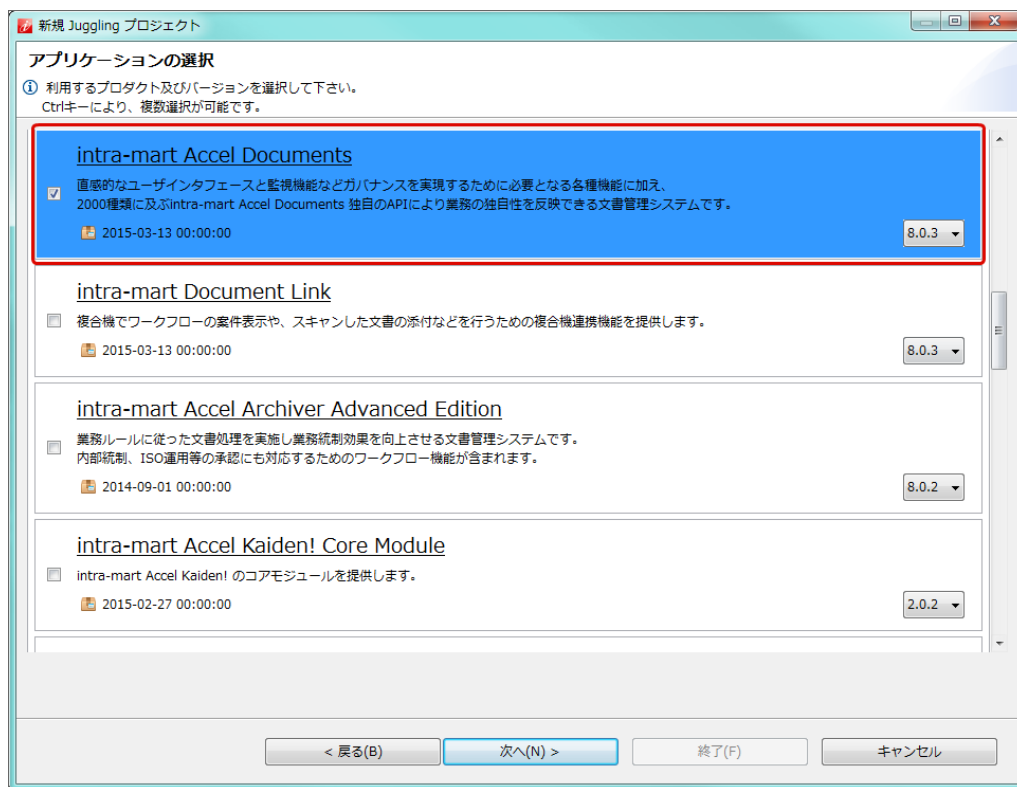 新規 Juggling プロジェクト
アプリケーションの選択
利用するプロダクト及びバージョンを選択して下さい。
Ctrlキーにより、複数選択が可能です。
intra-mart Accel Documents
直感的なユーザインタフェースと監視機能などガバナンスを実現するために必要となる各種機能に加え、
2000種類に及ぶintra-mart Accel Documents 独自のAPIにより業務の独自性を反映できる文書管理システムです。
2015-03-13 00:00:00
8.0.3
intra-mart Document Link
複合機でワークフローの案件表示や、スキャンした文書の添付などを行うための複合機連携機能を提供します。
2015-03-13 00:00:00
8.0.3
intra-mart Accel Archiver Advanced Edition
業務ルールに従った文書処理を実施し業務統制効果を向上させる文書管理システムです。
内部統制、ISO運用等の承認にも対応するためのワークフロー機能が含まれます。
2014-09-01 00:00:00
8.0.2
intra-mart Accel Kaiden! Core Module
intra-mart Accel Kaiden! のコアモジュールを提供します。
2015-02-27 00:00:00
2.0.2
< 戻る(B)
次へ(N) >
終了(F)
キャンセル